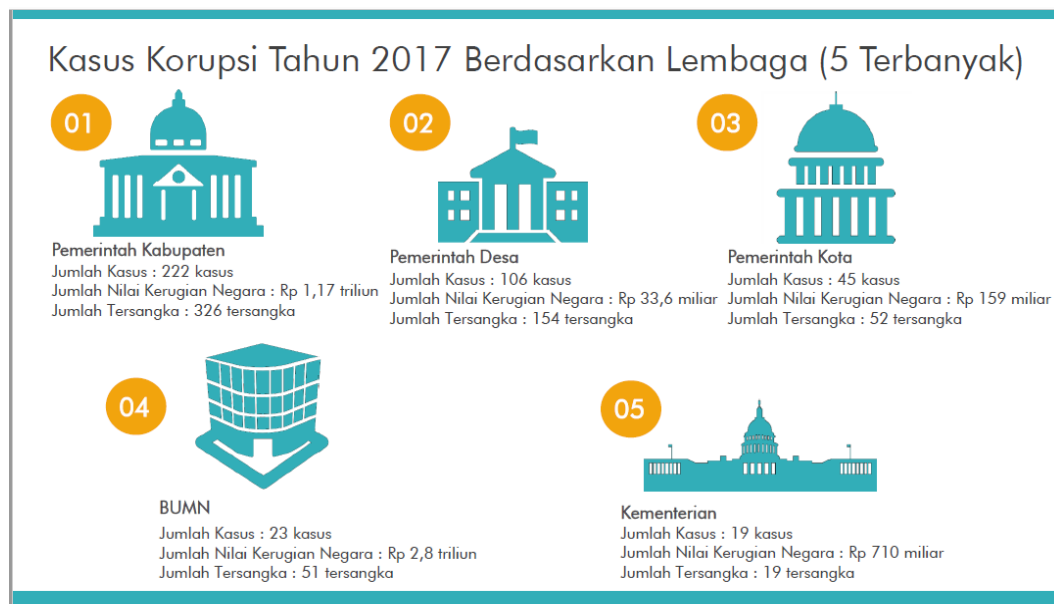 Kasus Korupsi Tahun 2017 Berdasarkan Lembaga (5 Terbanyak)
01
Pemerintah Kabupaten
Jumlah Kasus : 222 kasus
Jumlah Nilai Kerugian Negara : Rp 1,17 triliun
Jumlah Tersangka : 326 tersangka
02
Pemerintah Desa
Jumlah Kasus : 106 kasus
Jumlah Nilai Kerugian Negara : Rp 33,6 miliar
Jumlah Tersangka : 154 tersangka
03
Pemerintah Kota
Jumlah Kasus : 45 kasus
Jumlah Nilai Kerugian Negara : Rp 159 miliar
Jumlah Tersangka : 52 tersangka
04
BUMN
Jumlah Kasus : 23 kasus
Jumlah Nilai Kerugian Negara : Rp 2,8 triliun
Jumlah Tersangka : 51 tersangka
05
Kementerian
Jumlah Kasus : 19 kasus
Jumlah Nilai Kerugian Negara : Rp 710 miliar
Jumlah Tersangka : 19 tersangka